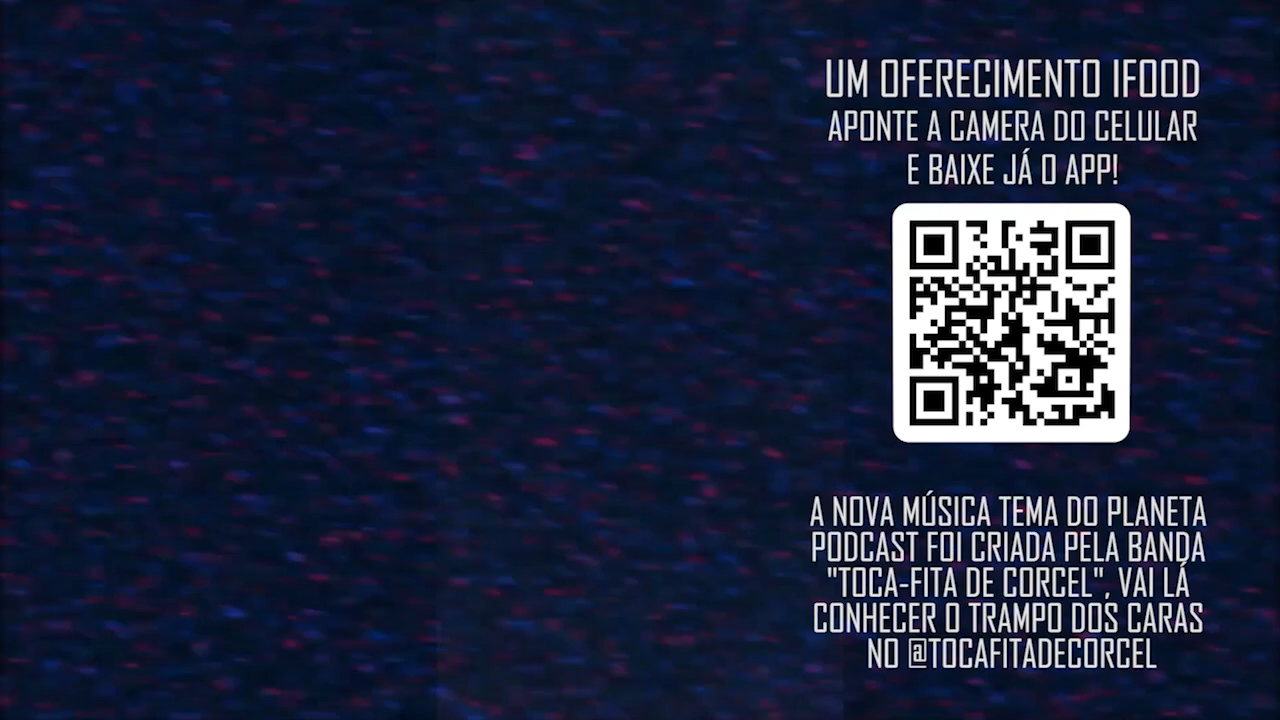 UM OFERECIMENTO IFOOD
APONTE A CAMERA DO CELULAR
E BAIXE JÁ O APP!
A NOVA MÚSICA TEMA DO PLANETA
PODCAST FOI CRIADA PELA BANDA
"TOCA-FITA DE CORCEL", VAI LÁ
CONHECER O TRAMPO DOS CARAS
NO @TOCAFITADECORCEL